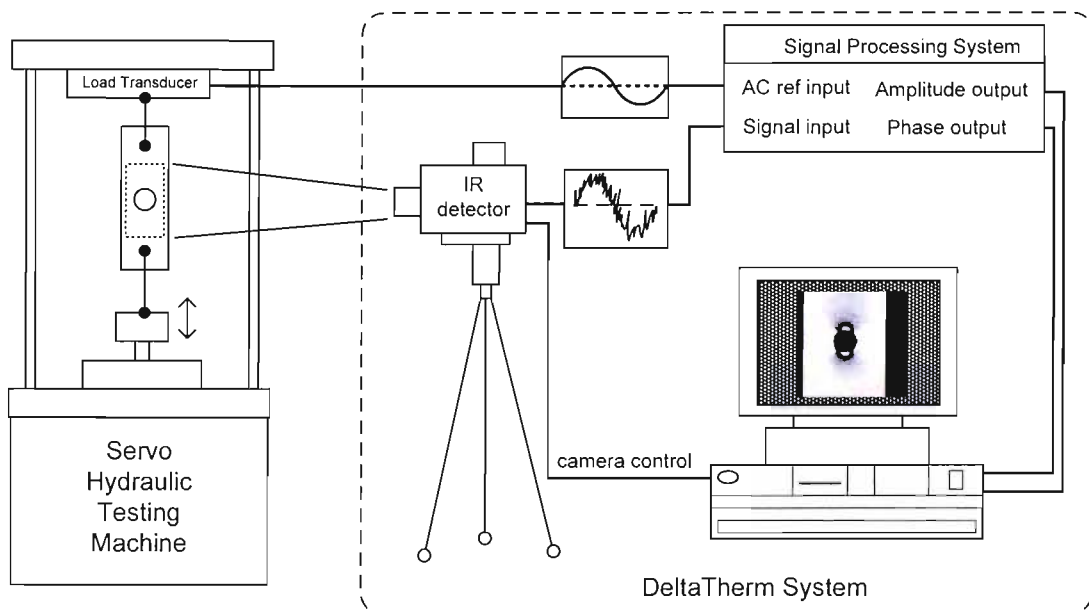 Load Transducer
Signal Processing System
AC ref input
Amplitude output
Signal input
Phase output
IR
detector
camera control
Servo
Hydraulic
Testing
Machine
DeltaTherm System